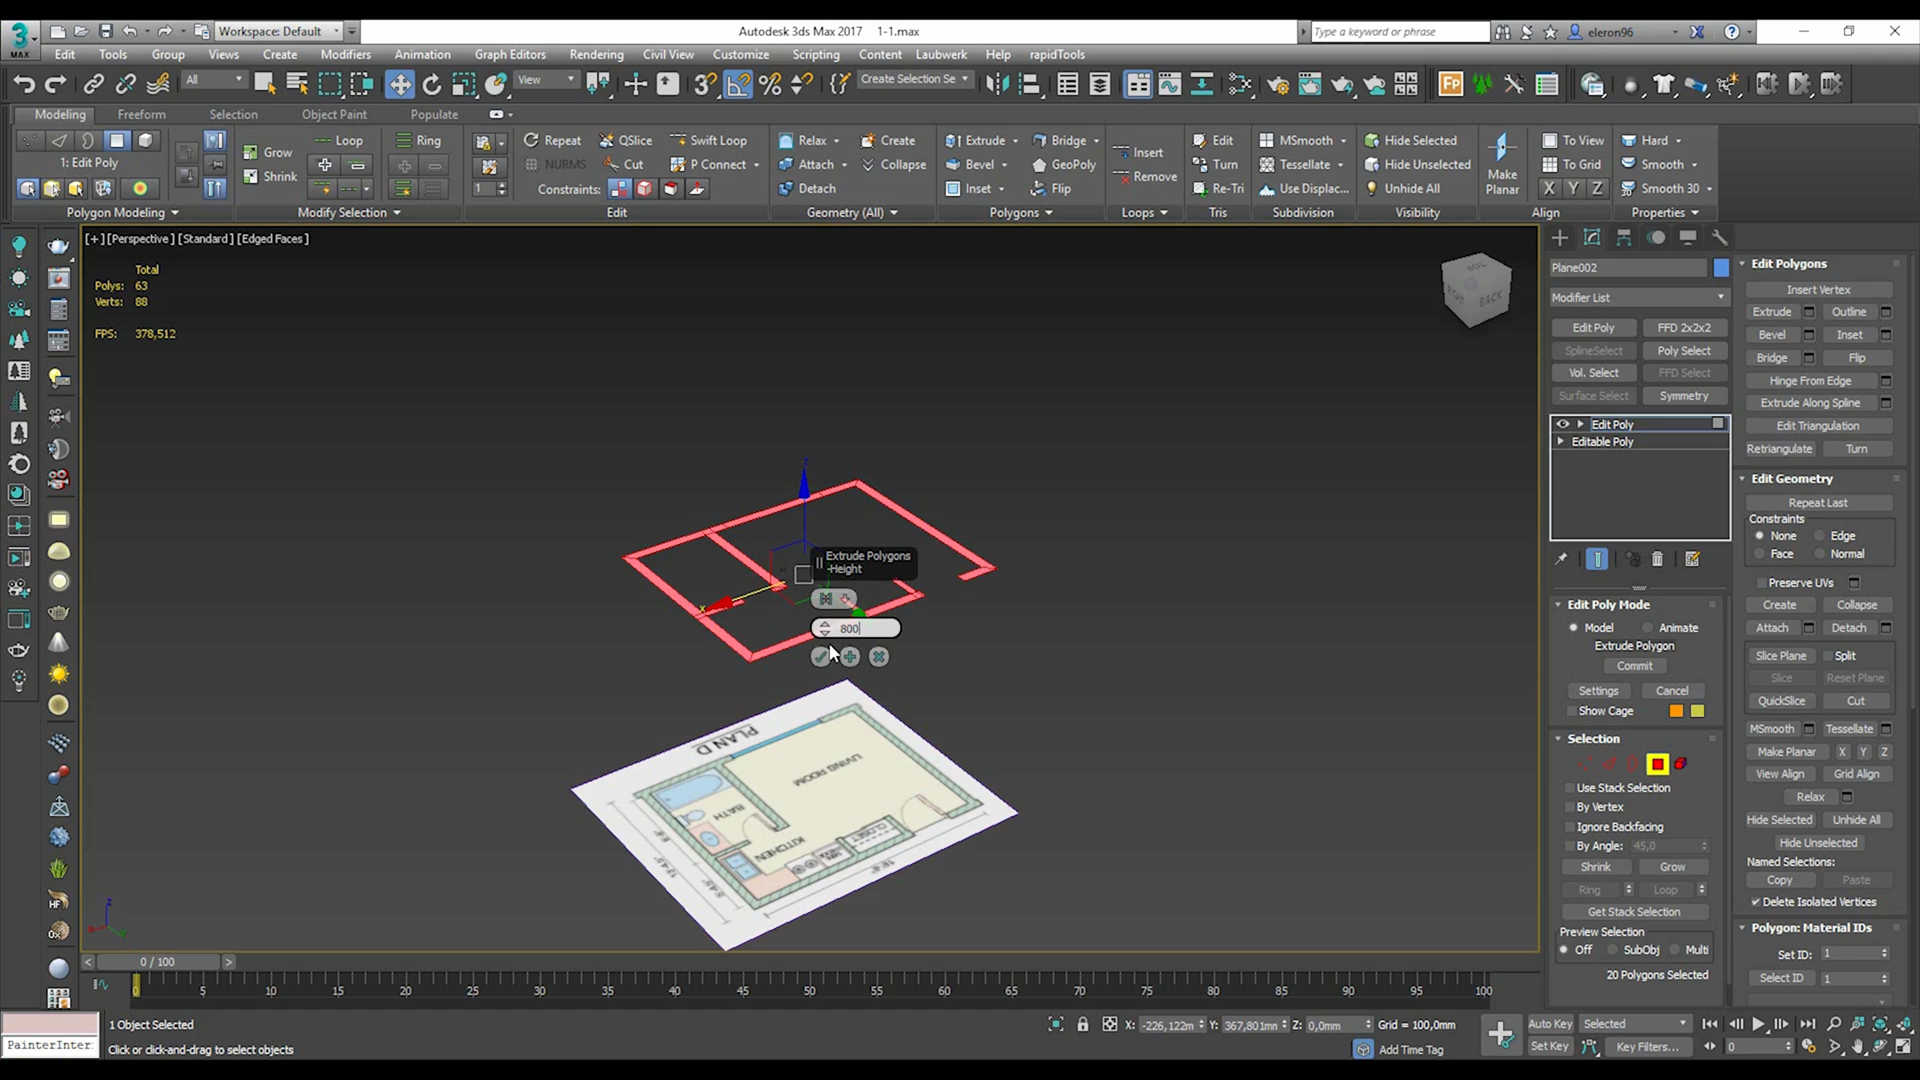 Workspace: Default
Autodesk 3ds Max 2017    1-1.max
Type a keyword or phrase
eleron96
MAX
Edit Tools Group Views Create Modifiers Animation Graph Editors Rendering Civil View Customize Scripting Content Laubwerk Help rapidTools
All
View
Create Selection Se
Modeling Freeform Selection Object Paint Populate
1: Edit Poly
Grow
Shrink
Loop
Ring
1
Repeat QSlice Swift Loop
NURMS Cut P Connect
Constraints:
Relax Create
Attach Collapse
Detach
Extrude Bridge
Bevel GeoPoly
Inset Flip
Insert
Remove
Edit
Turn
Re-Tri
MSmooth
Tessellate
Use Displac...
Hide Selected
Hide Unselected
Unhide All
Make
Planar
To View
To Grid
X Y Z
Hard
Smooth
Smooth 30
Polygon Modeling Modify Selection Edit Geometry (All) Polygons Loops Tris Subdivision Visibility Align Properties
[+] [Perspective] [Standard] [Edged Faces]
Total
Polys: 63
Verts: 88
FPS: 378,512
BACK
z
x
Extrude Polygons
-Height
800
PLAN D
LIVING ROOM
BATH
KITCHEN
CLOSET
Plane002
Modifier List
Edit Poly FFD 2x2x2
SplineSelect Poly Select
Vol. Select FFD Select
Surface Select Symmetry
Edit Poly
Editable Poly
Edit Poly Mode
Model Animate
Extrude Polygon
Commit
Settings Cancel
Show Cage
Selection
Use Stack Selection
By Vertex
Ignore Backfacing
By Angle: 45,0
Shrink Grow
Ring Loop
Get Stack Selection
Preview Selection
Off SubObj Multi
20 Polygons Selected
Edit Polygons
Insert Vertex
Extrude Outline
Bevel Inset
Bridge Flip
Hinge From Edge
Extrude Along Spline
Edit Triangulation
Retriangulate Turn
Edit Geometry
Repeat Last
Constraints
None Edge
Face Normal
Preserve UVs
Create Collapse
Attach Detach
Slice Plane Split
Slice Reset Plane
QuickSlice Cut
MSmooth Tessellate
Make Planar X Y Z
View Align Grid Align
Relax
Hide Selected Unhide All
Hide Unselected
Named Selections:
Copy Paste
Delete Isolated Vertices
Polygon: Material IDs
Set ID: 1
Select ID 1
HF
0 / 100
0 5 10 15 20 25 30 35 40 45 50 55 60 65 70 75 80 85 90 95 100
1 Object Selected
PainterInter:
Click or click-and-drag to select objects
X: -226,122m Y: 367,801mm Z: 0,0mm Grid = 100,0mm
Add Time Tag
Auto Key Selected
Set Key Key Filters...
0